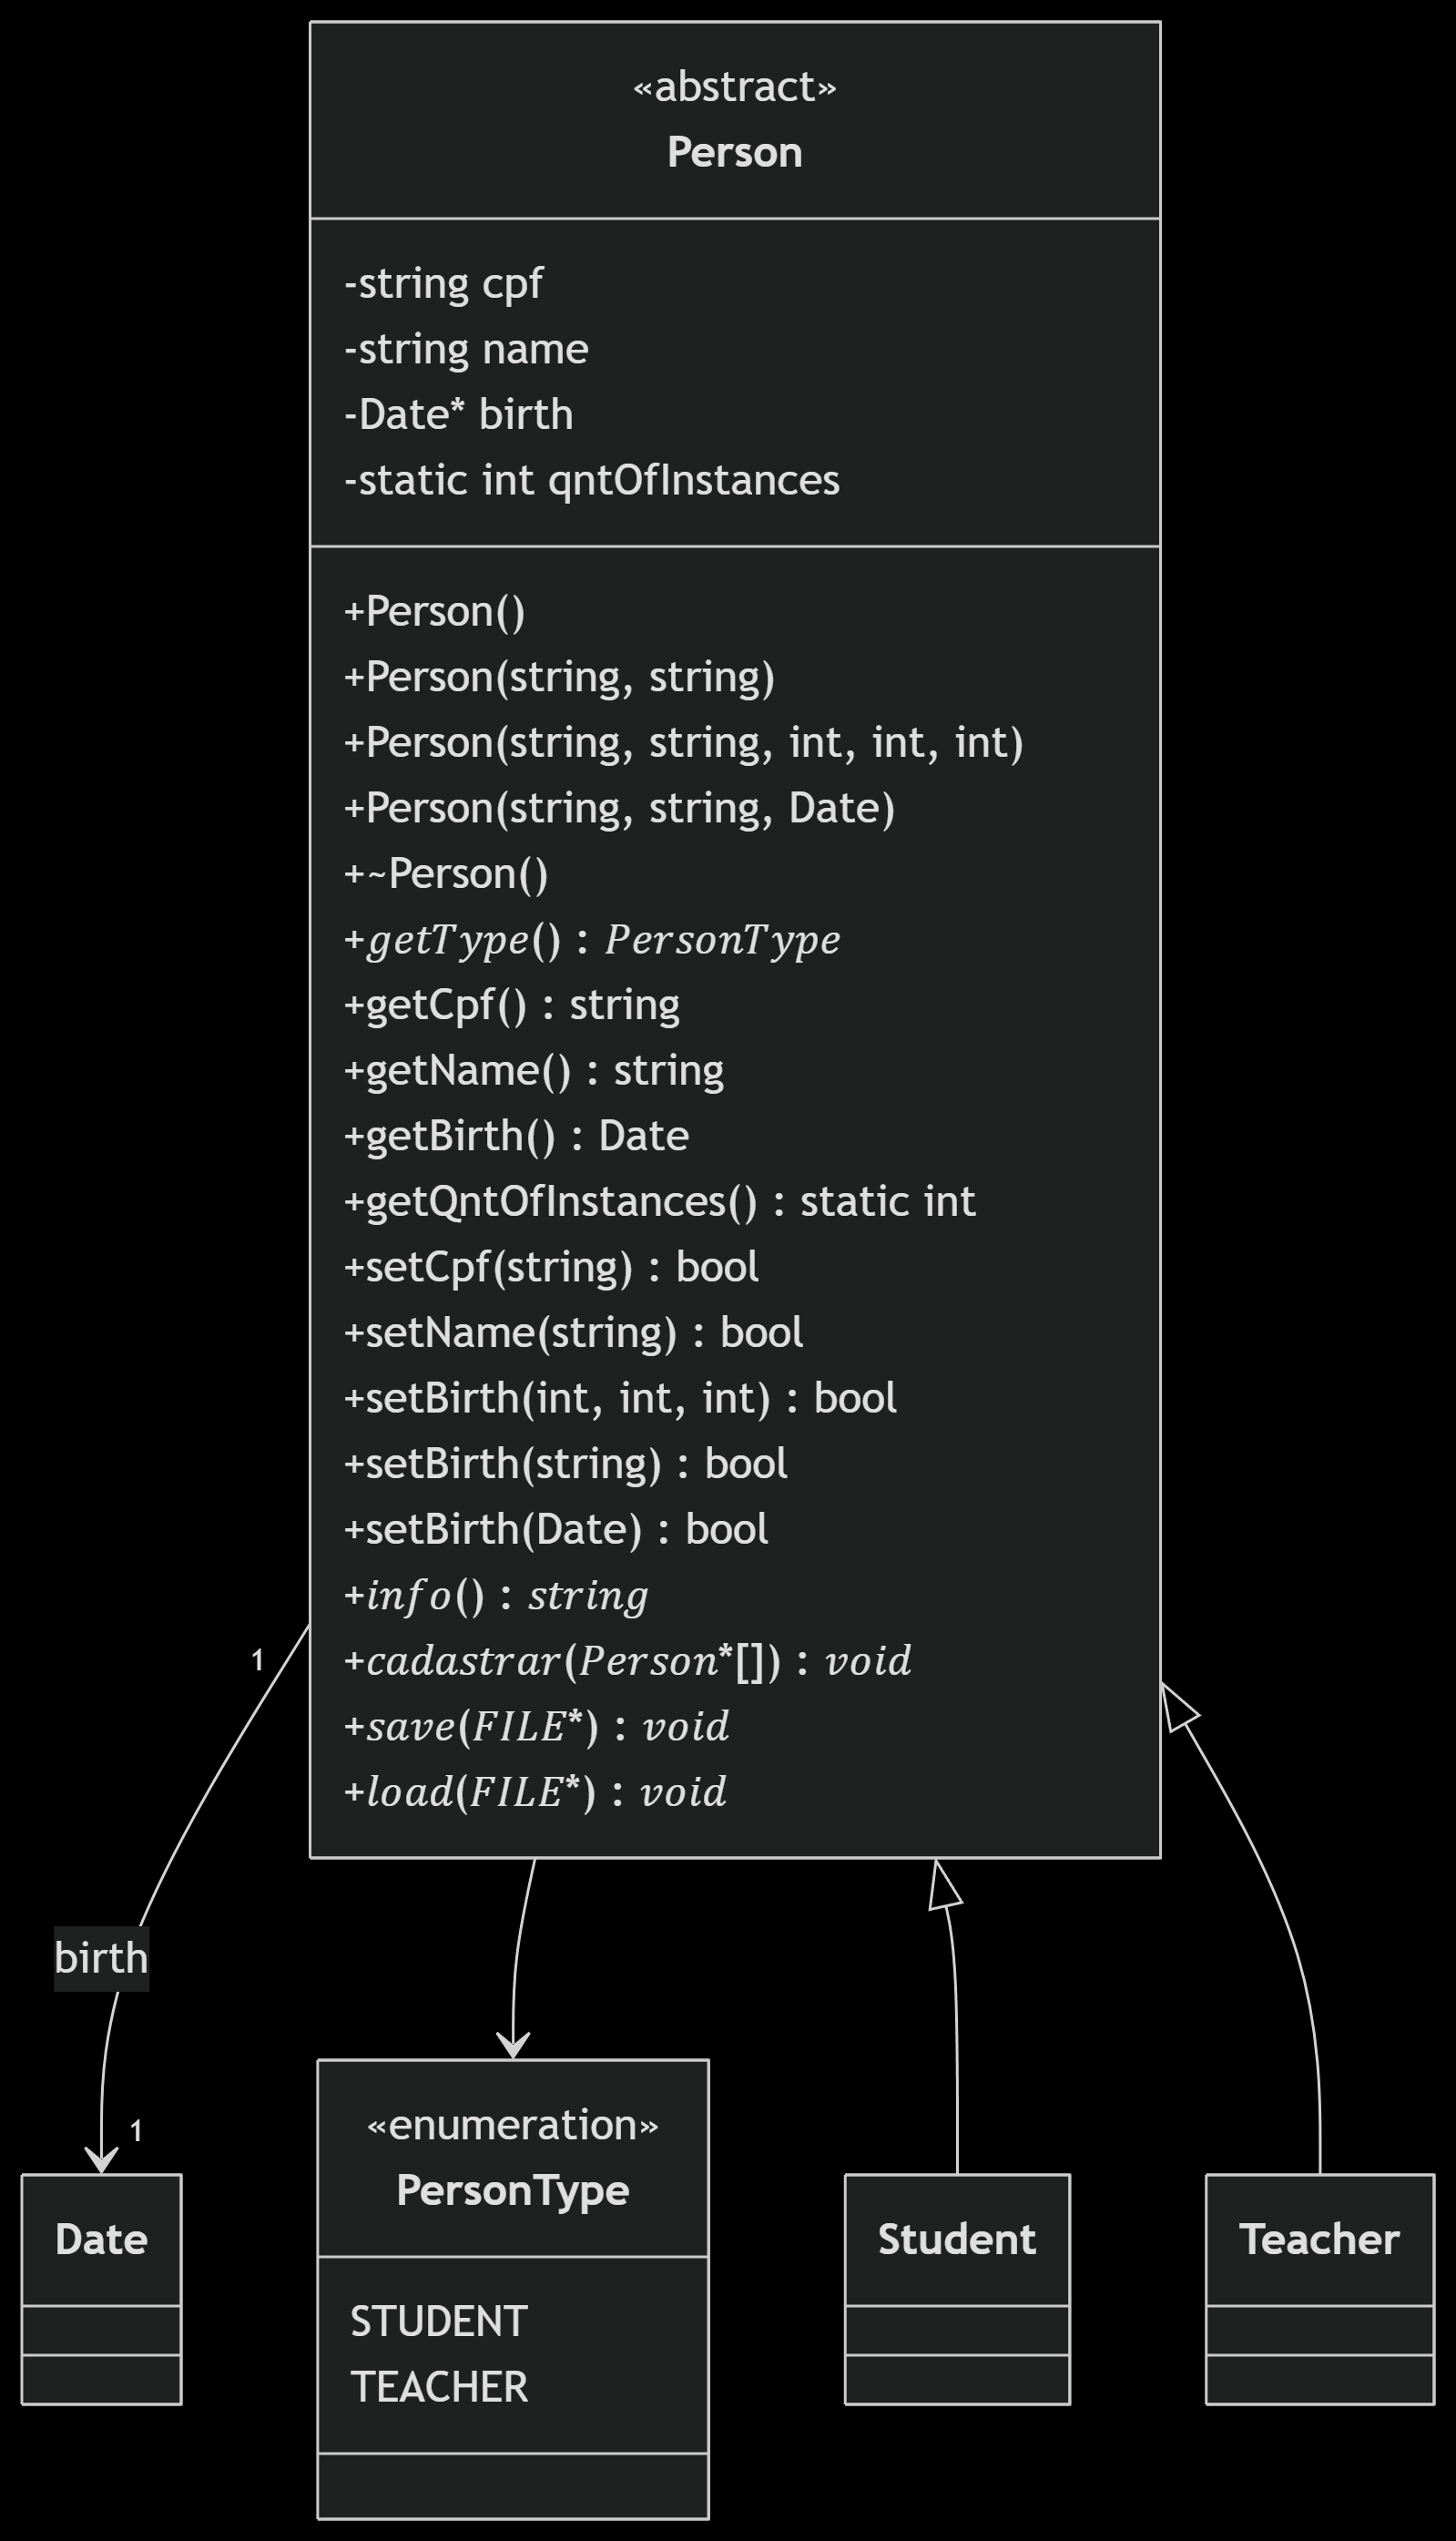 «abstract»
Person
-string cpf
-string name
-Date* birth
-static int qntOfInstances
+Person()
+Person(string, string)
+Person(string, string, int, int, int)
+Person(string, string, Date)
+~Person()
+getType() : PersonType
+getCpf() : string
+getName() : string
+getBirth() : Date
+getQntOfInstances() : static int
+setCpf(string) : bool
+setName(string) : bool
+setBirth(int, int, int) : bool
+setBirth(string) : bool
+setBirth(Date) : bool
+info() : string
+cadastrar(Person*[]) : void
+save(FILE*) : void
+load(FILE*) : void
1
birth
1
Date
«enumeration»
PersonType
STUDENT
TEACHER
Student
Teacher